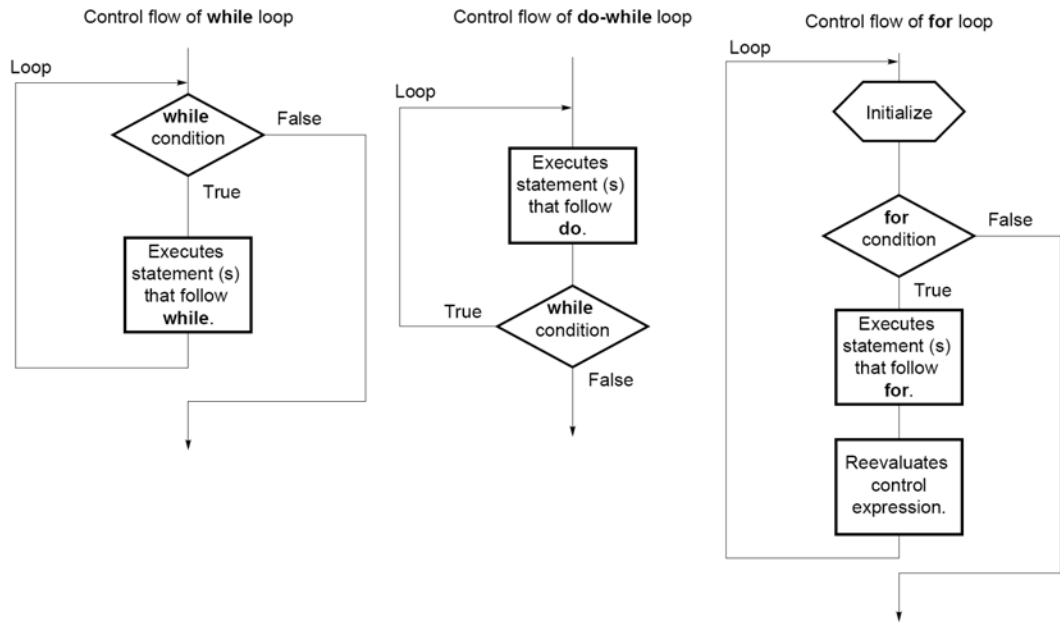 Control flow of while loop
Loop
while
condition
False
True
Executes
statement (s)
that follow
while.
Control flow of do-while loop
Loop
Executes
statement (s)
that follow
do.
True
while
condition
False
Control flow of for loop
Loop
Initialize
for
condition
False
True
Executes
statement (s)
that follow
for.
Reevaluates
control
expression.